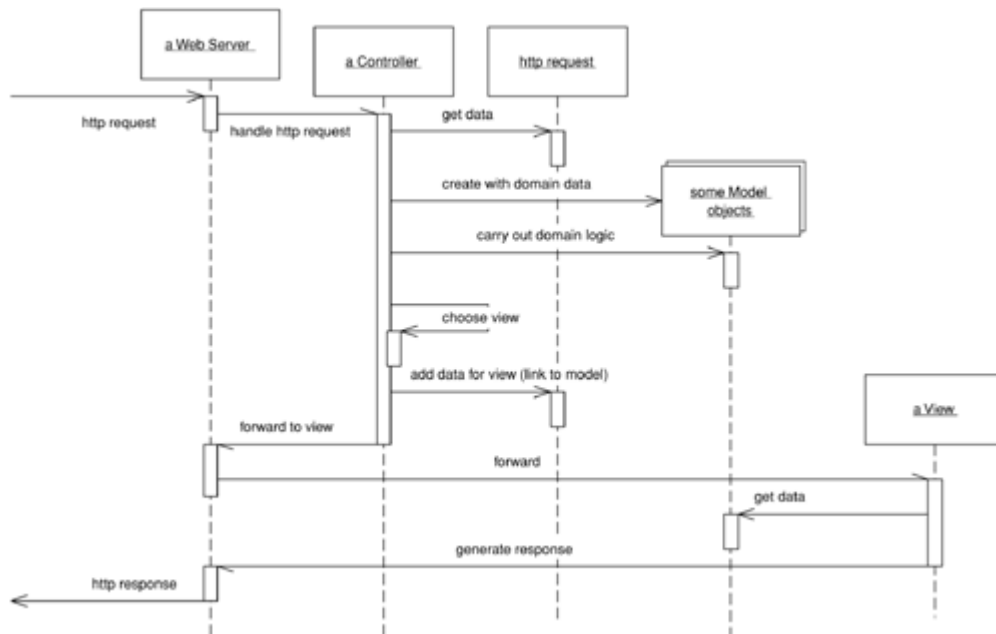 a Web Server
a Controller
http request
http request
handle http request
get data
create with domain data
some Model
objects
carry out domain logic
choose view
add data for view (link to model)
a View
forward to view
forward
get data
generate response
http response